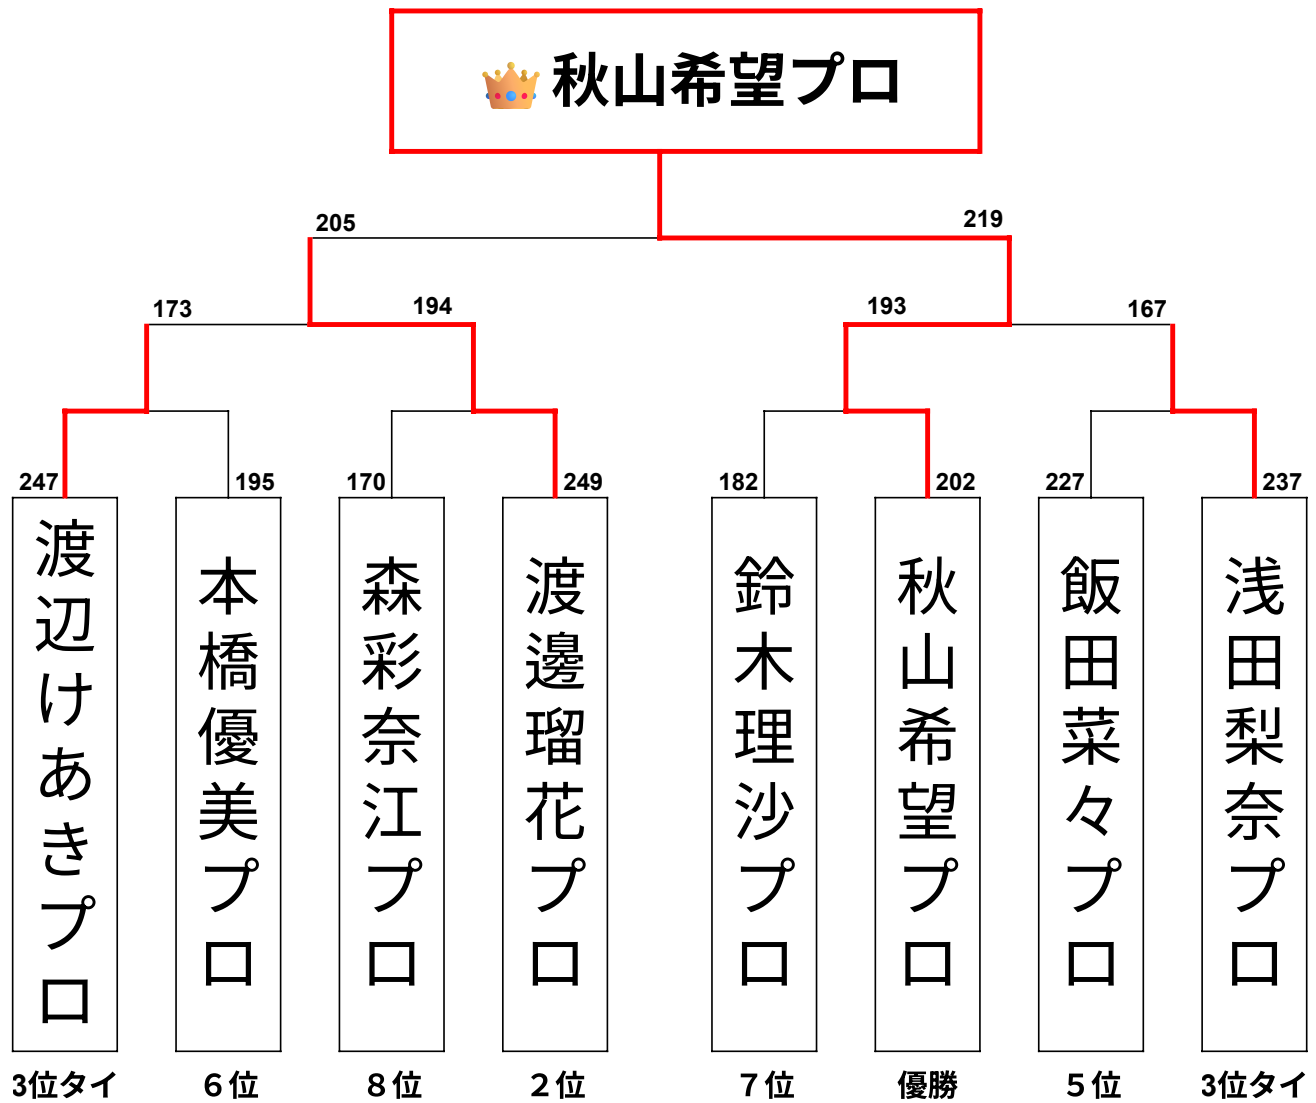 秋山希望プロ
205
219
173
194
193
167
247
195
170
249
182
202
227
237
渡辺けあきプロ
本橋優美プロ
森彩奈江プロ
渡邊瑠花プロ
鈴木理沙プロ
秋山希望プロ
飯田菜々プロ
浅田梨奈プロ
3位タイ
６位
８位
２位
７位
優勝
５位
3位タイ